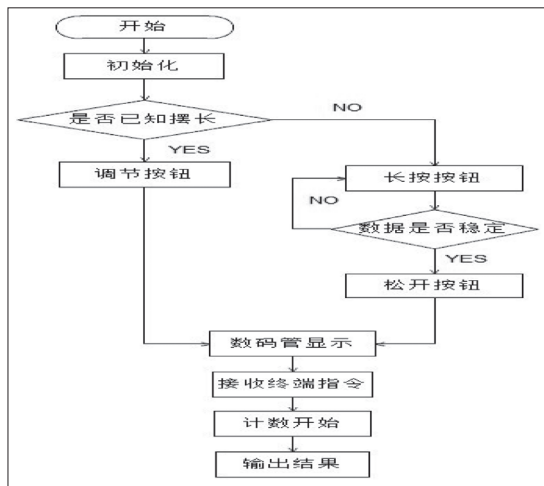 开始
初始化
是否已知摆长
NO
YES
调节按钮
长按按钮
NO
数据是否稳定
YES
松开按钮
数码管显示
接收终端指令
计数开始
输出结果